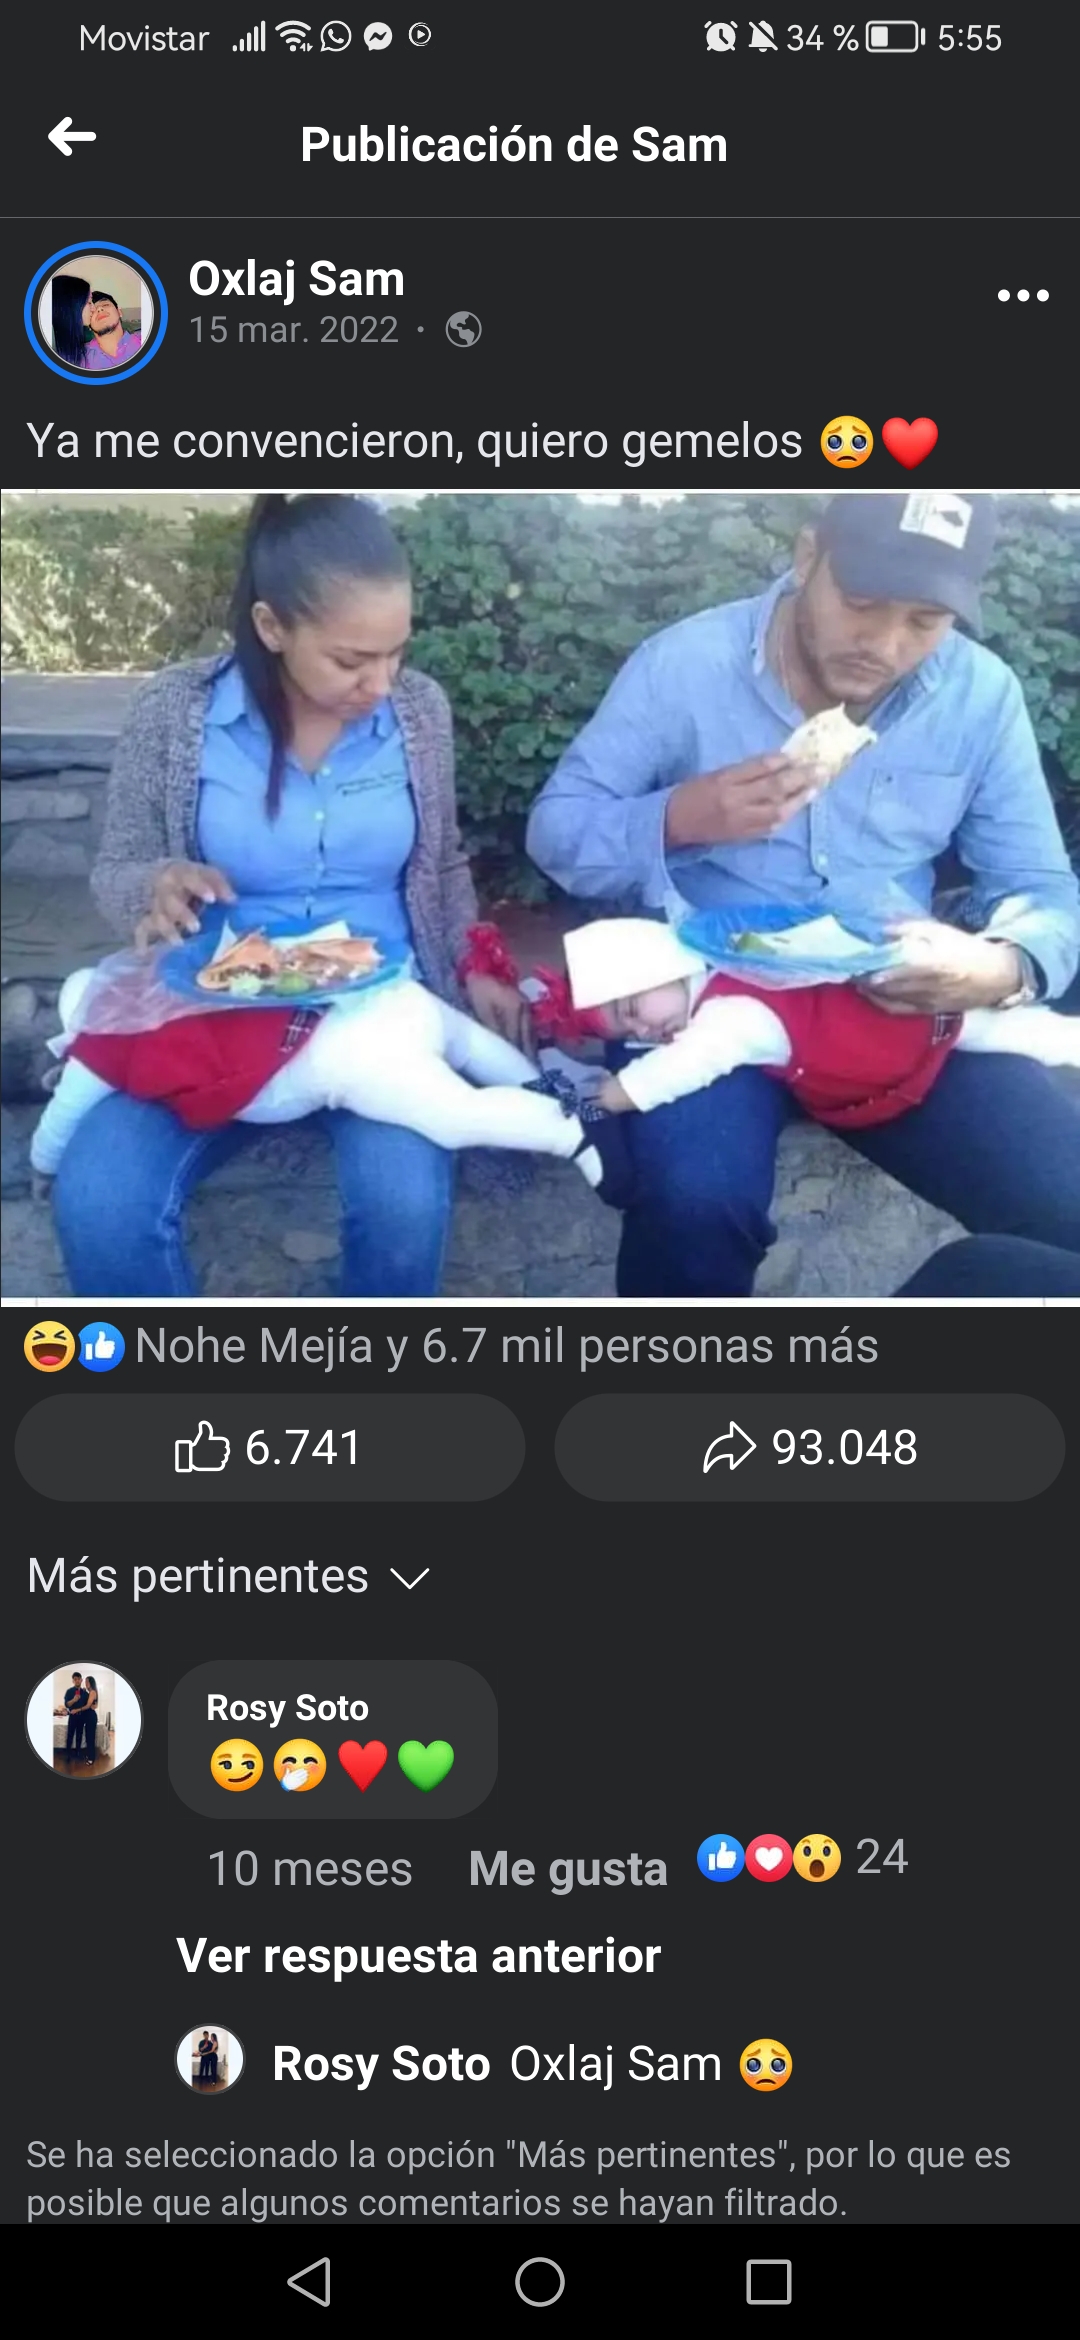 Movistar 34 % 5:55
Publicación de Sam
Oxlaj Sam
15 mar. 2022 ·
Ya me convencieron, quiero gemelos 🥺❤️
Nohe Mejía y 6.7 mil personas más
6.741 93.048
Más pertinentes
Rosy Soto
😏🤭❤️💚
10 meses Me gusta 24
Ver respuesta anterior
Rosy Soto Oxlaj Sam 🥺
Se ha seleccionado la opción "Más pertinentes", por lo que es
posible que algunos comentarios se hayan filtrado.